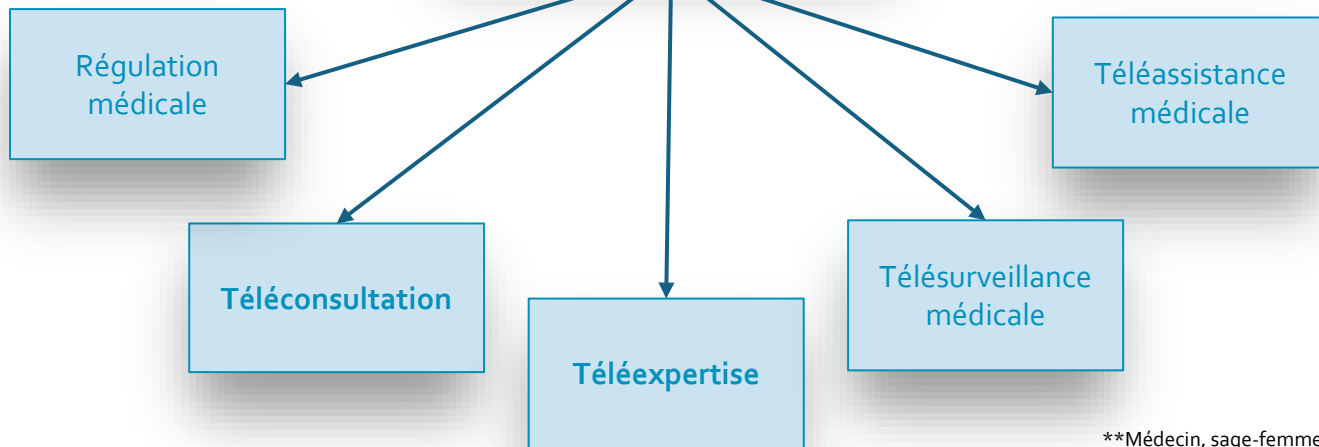 Régulation
médicale
Téléassistance
médicale
Téléconsultation
Télésurveillance
médicale
Téléexpertise
**Médecin, sage-femme